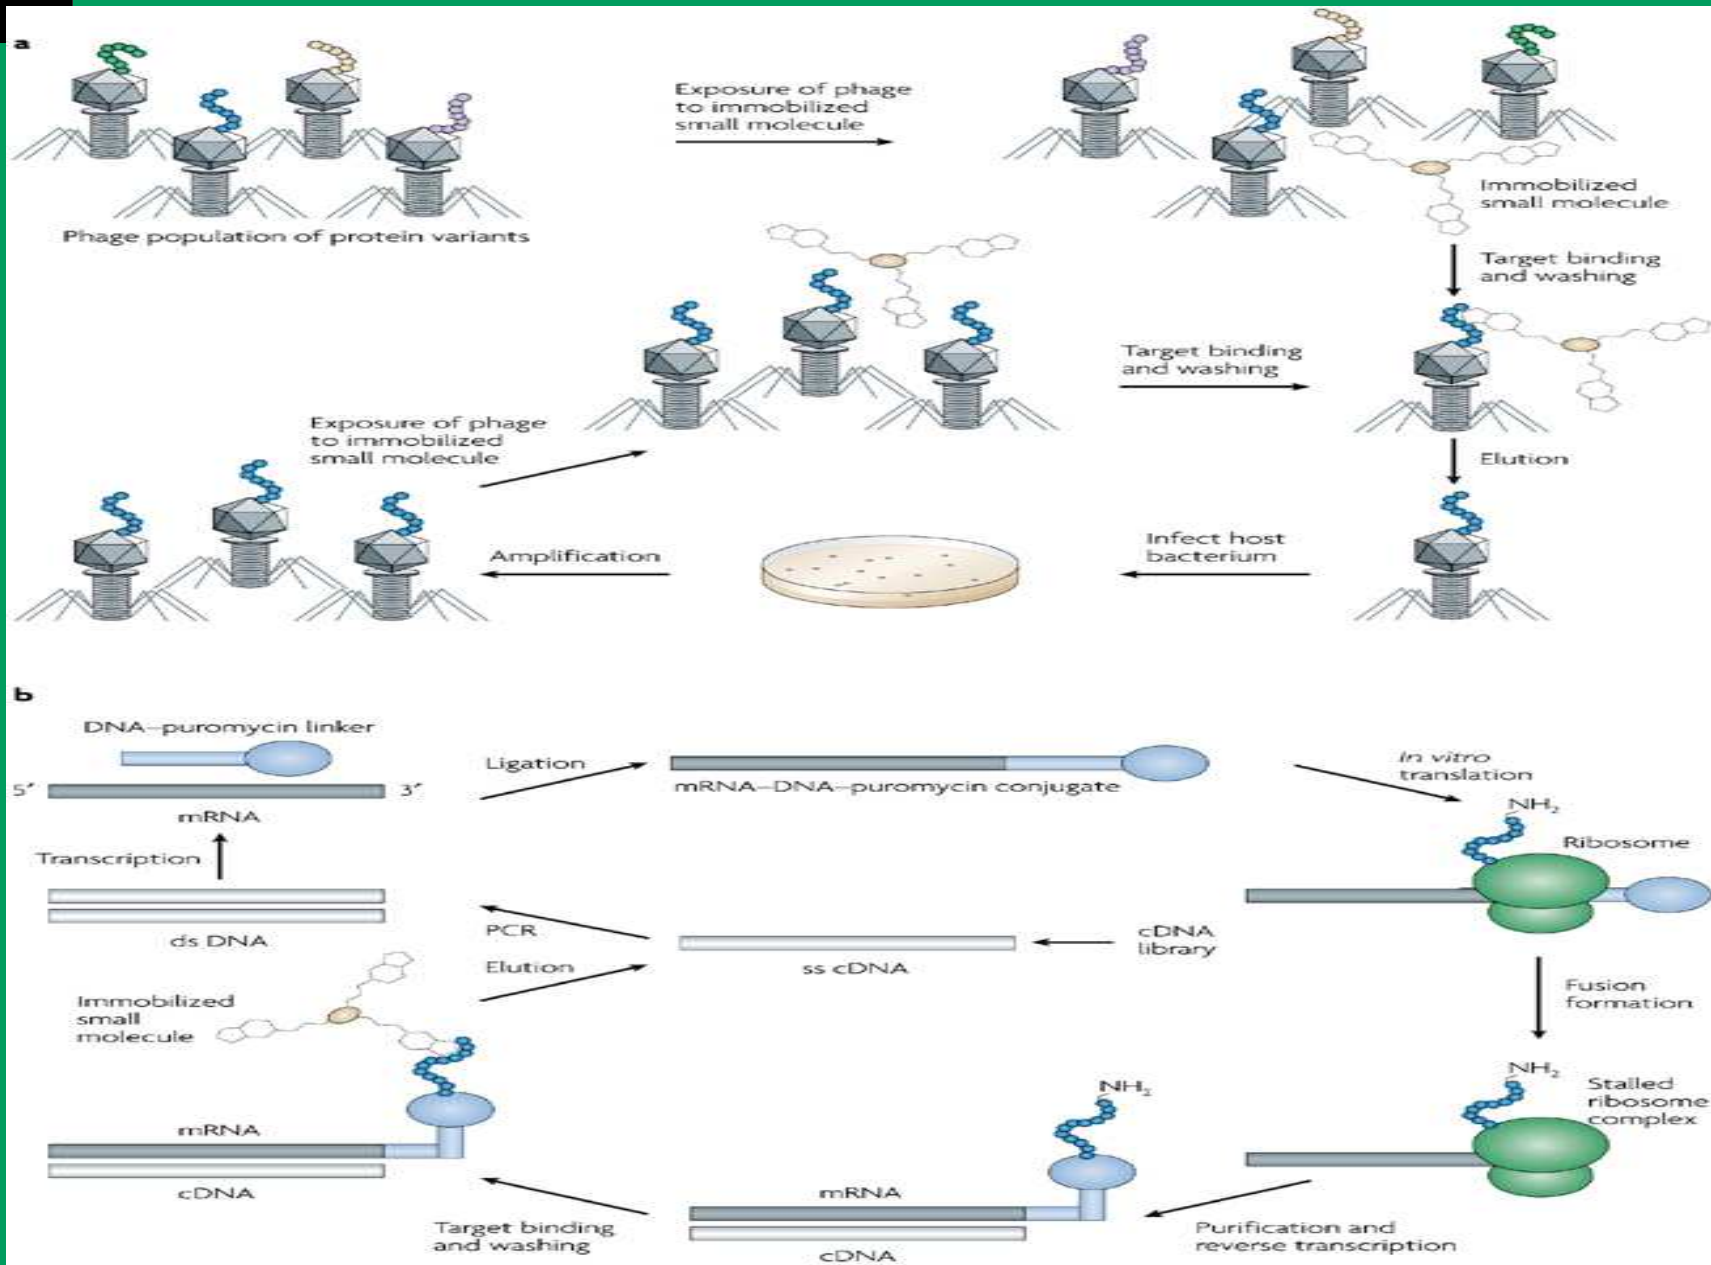 a
Exposure of phage
to immobilized
small molecule
Immobilized
small molecule
Phage population of protein variants
Target binding
and washing
Target binding
and washing
Exposure of phage
to immobilized
small molecule
Elution
Infect host
bacterium
Amplification
b
DNA–puromycin linker
Ligation
In vitro
translation
5′
3′
mRNA–DNA–puromycin conjugate
mRNA
NH2
Ribosome
Transcription
PCR
cDNA
library
ds DNA
ss cDNA
Elution
Immobilized
small
molecule
Fusion
formation
NH2
Stalled
ribosome
complex
NH2
mRNA
cDNA
mRNA
Target binding
and washing
Purification and
reverse transcription
cDNA